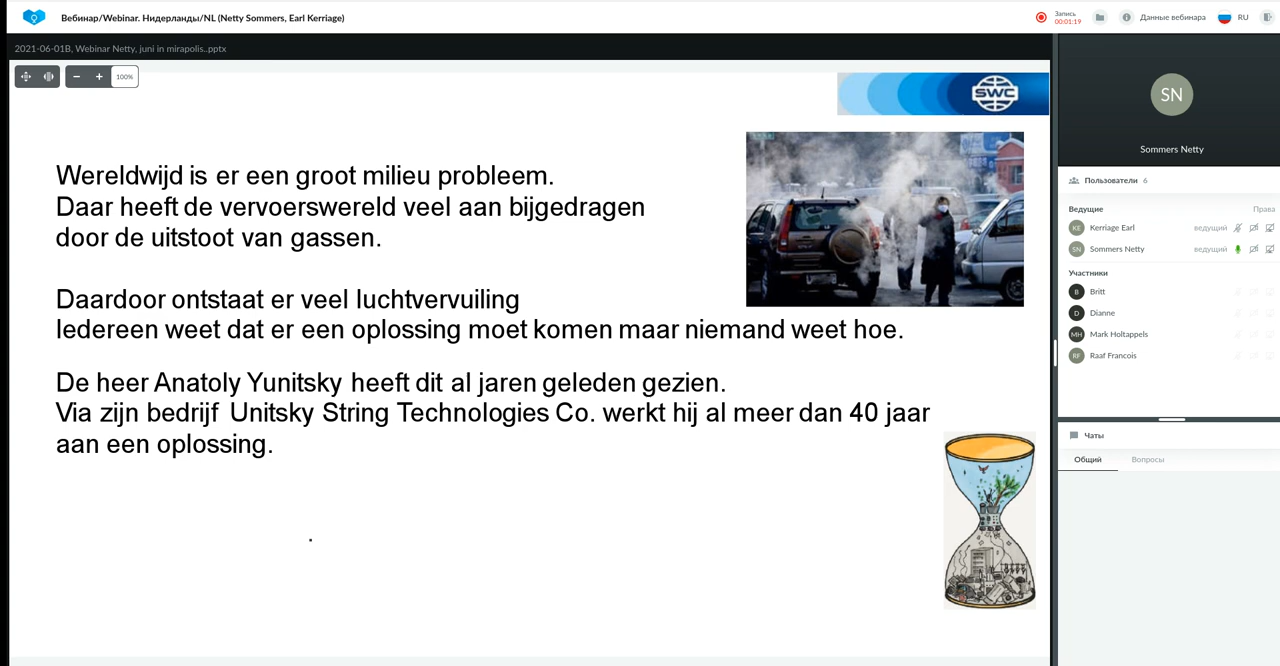 Вебинар/Webinar. Нидерланды/NL (Netty Sommers, Earl Kerriage)
Запись
00:01:19
Данные вебинара
RU
2021-06-01B, Webinar Netty, juni in mirapolis..pptx
100%
SWC
Wereldwijd is er een groot milieu probleem.
Daar heeft de vervoerswereld veel aan bijgedragen
door de uitstoot van gassen.
Daardoor ontstaat er veel luchtvervuiling
Iedereen weet dat er een oplossing moet komen maar niemand weet hoe.
De heer Anatoly Yunitsky heeft dit al jaren geleden gezien.
Via zijn bedrijf Unitsky String Technologies Co. werkt hij al meer dan 40 jaar
aan een oplossing.
.
SN
Sommers Netty
Пользователи 6
Ведущие Права
KE Kerriage Earl ведущий
SN Sommers Netty ведущий
Участники
B Britt
D Dianne
MH Mark Holtappels
RF Raaf Francois
Чаты
Общий Вопросы